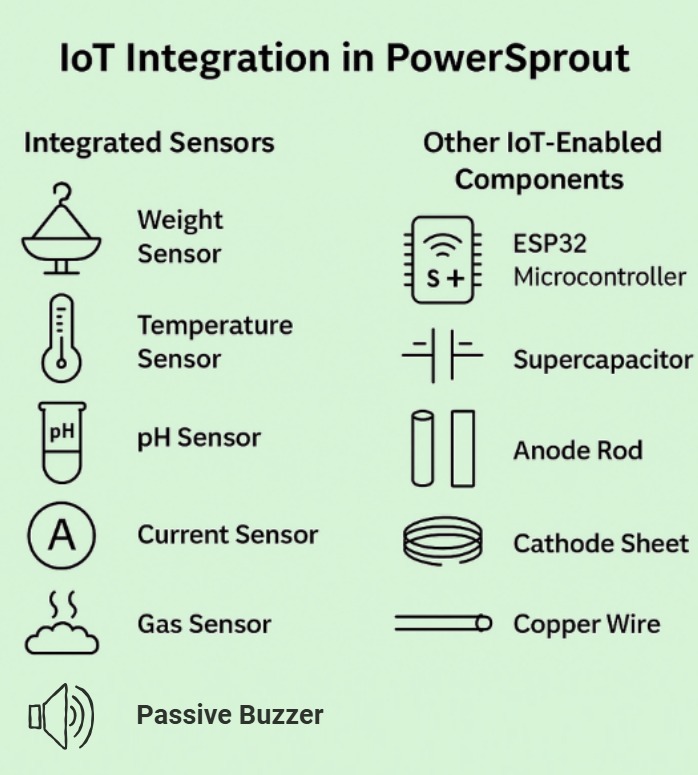 IoT Integration in PowerSprout
Integrated Sensors
Weight
Sensor
Temperature
Sensor
pH
pH Sensor
A
Current Sensor
Gas Sensor
Passive Buzzer
Other IoT-Enabled
Components
S+
ESP32
Microcontroller
Supercapacitor
Anode Rod
Cathode Sheet
Copper Wire